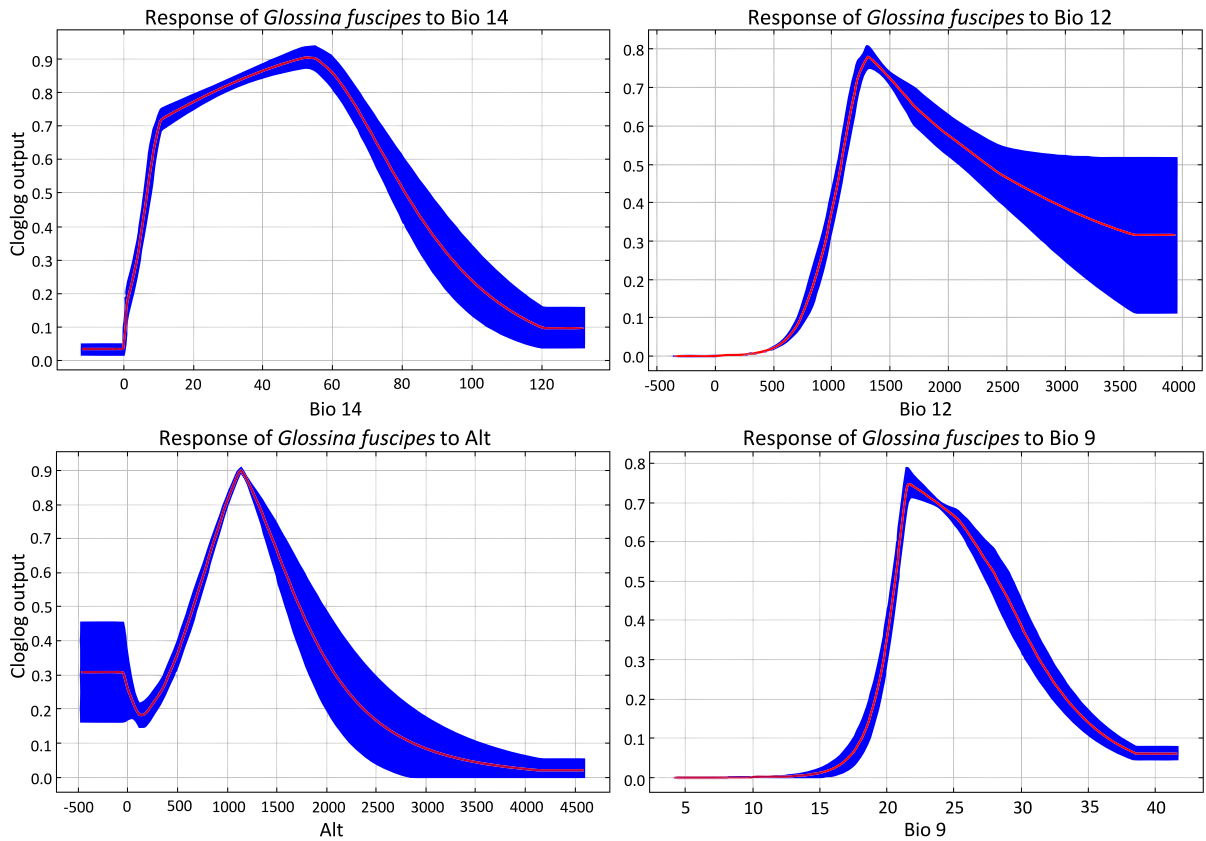 Response of Glossina fuscipes to Bio 14
Cloglog output
0.9
0.8
0.7
0.6
0.5
0.4
0.3
0.2
0.1
0.0
0 20 40 60 80 100 120
Bio 14
Response of Glossina fuscipes to Bio 12
0.8
0.7
0.6
0.5
0.4
0.3
0.2
0.1
0.0
-500 0 500 1000 1500 2000 2500 3000 3500 4000
Bio 12
Response of Glossina fuscipes to Alt
Cloglog output
0.9
0.8
0.7
0.6
0.5
0.4
0.3
0.2
0.1
0.0
-500 0 500 1000 1500 2000 2500 3000 3500 4000 4500
Alt
Response of Glossina fuscipes to Bio 9
0.8
0.7
0.6
0.5
0.4
0.3
0.2
0.1
0.0
5 10 15 20 25 30 35 40
Bio 9